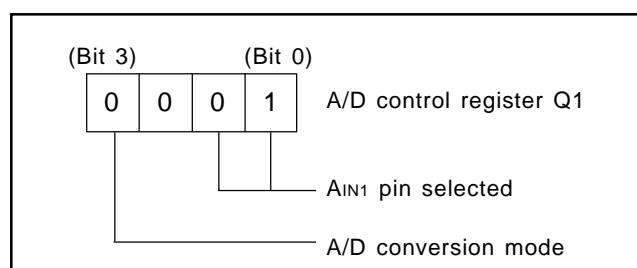 (Bit 3) (Bit 0)
0 0 0 1 A/D control register Q1
AIN1 pin selected
A/D conversion mode